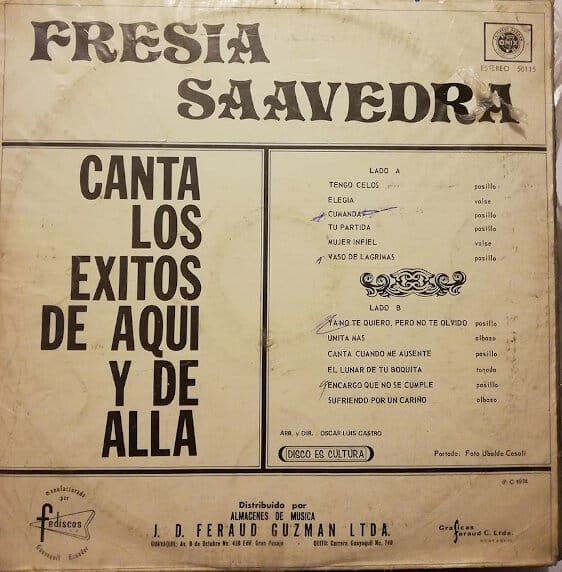 FRESIA
SAAVEDRA
ONIX
ESTEREO 50115
CANTA
LOS
EXITOS
DE AQUI
Y DE
ALLA
LADO A
TENGO CELOS pasillo
ELEGIA valse
CUMANDA pasillo
TU PARTIDA pasillo
MUJER INFIEL valse
VASO DE LAGRIMAS pasillo
LADO B
YA NO TE QUIERO, PERO NO TE OLVIDO pasillo
UNITA MAS albazo
CANTA CUANDO ME AUSENTE pasillo
EL LUNAR DE TU BOQUITA tonada
ENCARGO QUE NO SE CUMPLE pasillo
SUFRIENDO POR UN CARIÑO albazo
ARR. y DIR. : OSCAR LUIS CASTRO
DISCO ES CULTURA
Portada: Foto Ubaldo Casali
manufacturado
por
fediscos
Guayaquil Ecuador
Distribuido por
ALMACENES DE MUSICA
J. D. FERAUD GUZMAN LTDA.
GUAYAQUIL: Av. 9 de Octubre No. Edif. Gran Pasaje QUITO: Carrera Guayaquil No.
P C 1974
Gráficas
Feraud C. Ltda.
GUAYAQUIL